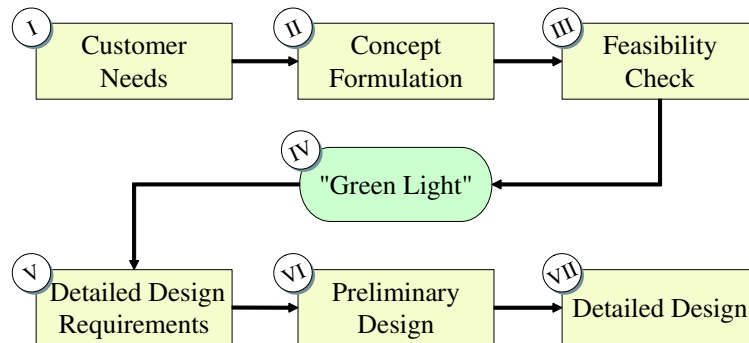 I
Customer
Needs
II
Concept
Formulation
III
Feasibility
Check
IV
"Green Light"
V
Detailed Design
Requirements
VI
Preliminary
Design
VII
Detailed Design